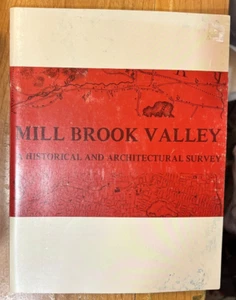 MILL BROOK VALLEY
HISTORICAL AND ARCHITECTURAL SURVEY